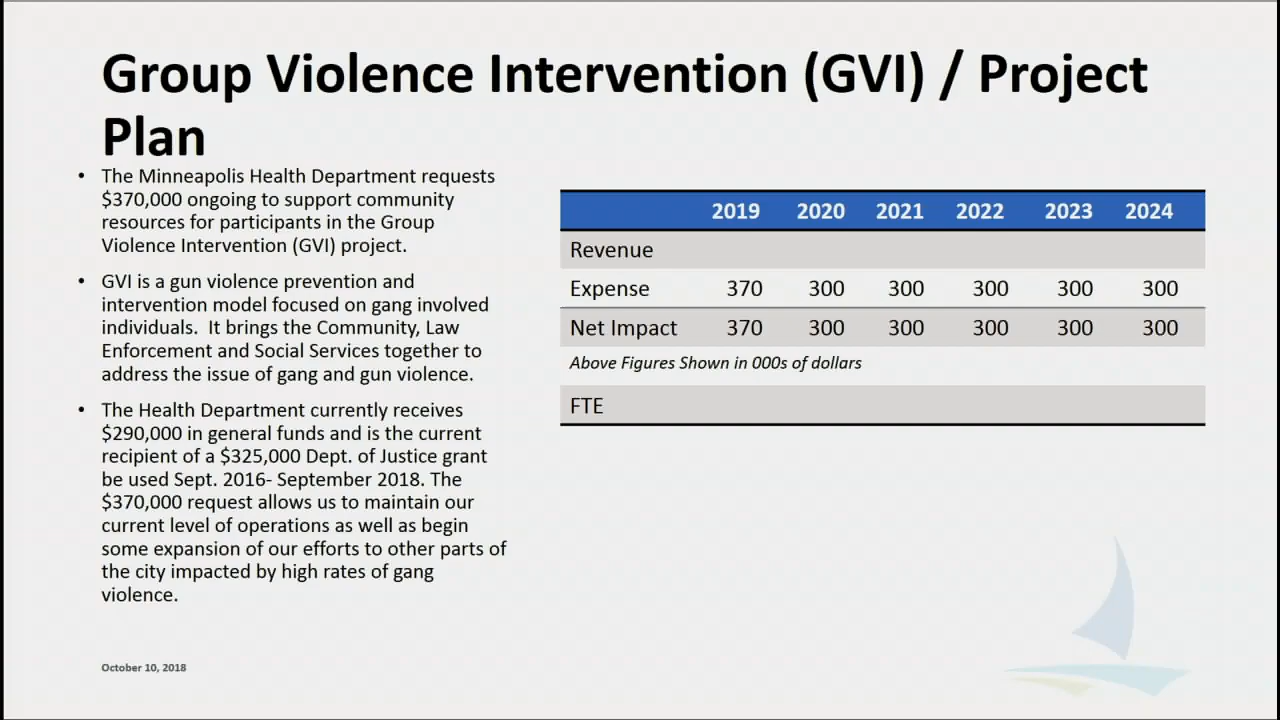 Group Violence Intervention (GVI) / Project
Plan
• The Minneapolis Health Department requests
$370,000 ongoing to support community
resources for participants in the Group
Violence Intervention (GVI) project.
• GVI is a gun violence prevention and
intervention model focused on gang involved
individuals.  It brings the Community, Law
Enforcement and Social Services together to
address the issue of gang and gun violence.
• The Health Department currently receives
$290,000 in general funds and is the current
recipient of a $325,000 Dept. of Justice grant
be used Sept. 2016- September 2018. The
$370,000 request allows us to maintain our
current level of operations as well as begin
some expansion of our efforts to other parts of
the city impacted by high rates of gang
violence.
2019 2020 2021 2022 2023 2024
Revenue
Expense 370 300 300 300 300 300
Net Impact 370 300 300 300 300 300
Above Figures Shown in 000s of dollars
FTE
October 10, 2018